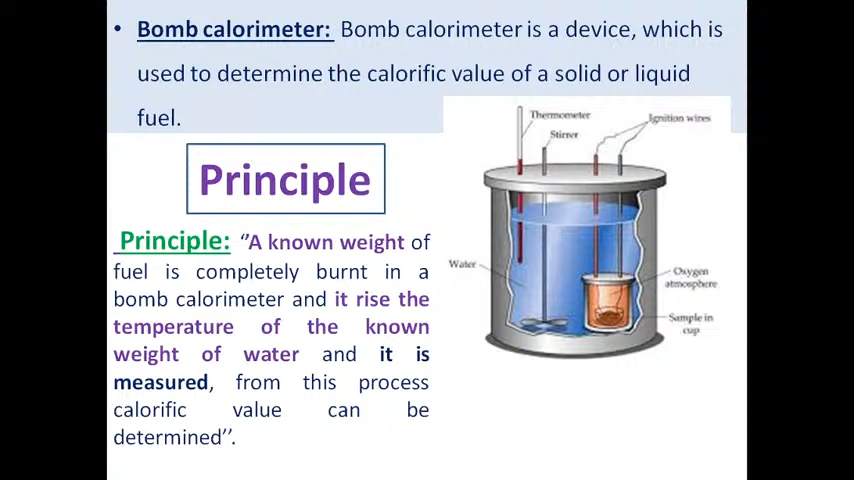 • Bomb calorimeter: Bomb calorimeter is a device, which is
used to determine the calorific value of a solid or liquid
fuel.
Principle
Principle: ‘’A known weight of
fuel is completely burnt in a
bomb calorimeter and it rise the
temperature of the known
weight of water and it is
measured, from this process
calorific value can be
determined’’.
Thermometer
Stirrer
Ignition wires
Water
Oxygen
atmosphere
Sample in
cup